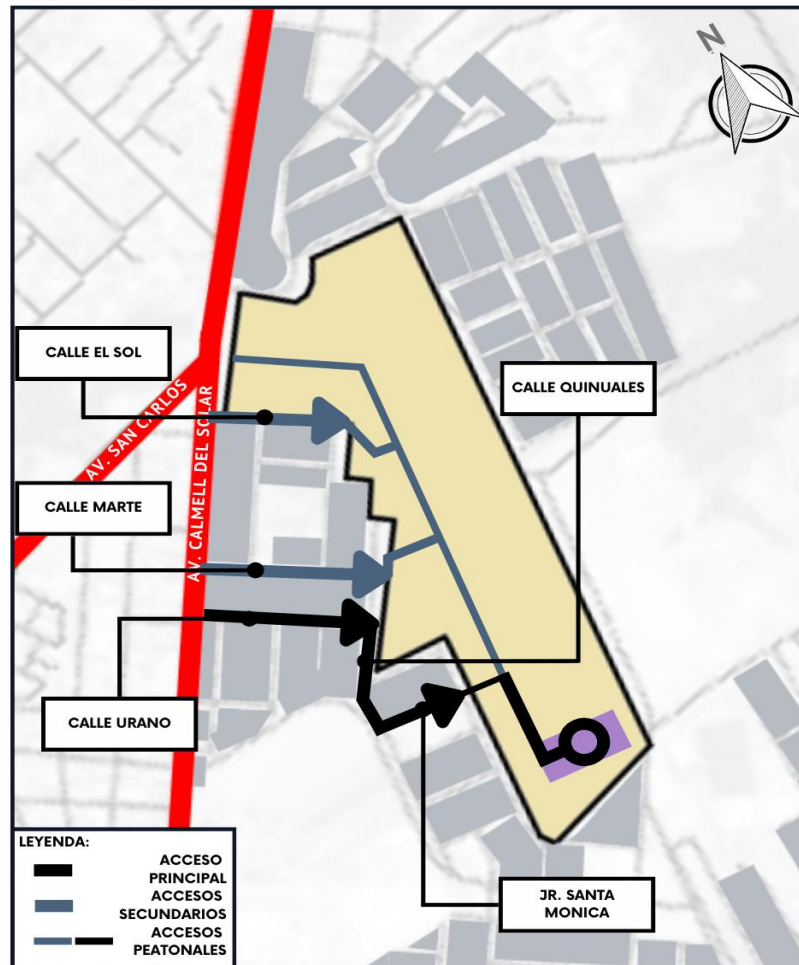 N
CALLE EL SOL
CALLE QUINUALES
AV. SAN CARLOS
AV. CALMELL DEL SOLAR
CALLE MARTE
CALLE URANO
LEYENDA:
ACCESO
PRINCIPAL
ACCESOS
SECUNDARIOS
ACCESOS
PEATONALES
JR. SANTA
MONICA